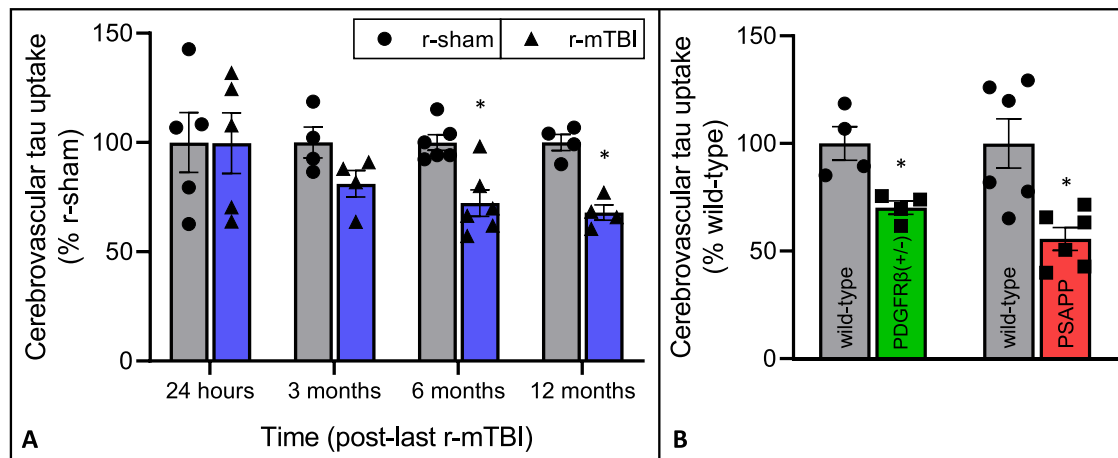 r-sham r-mTBI
Cerebrovascular tau uptake
(% r-sham)
150
100
50
0
* *
24 hours 3 months 6 months 12 months
Time (post-last r-mTBI)
A
Cerebrovascular tau uptake
(% wild-type)
150
100
50
0
* *
wild-type
PDGFRβ(+/-)
wild-type
PSAPP
B